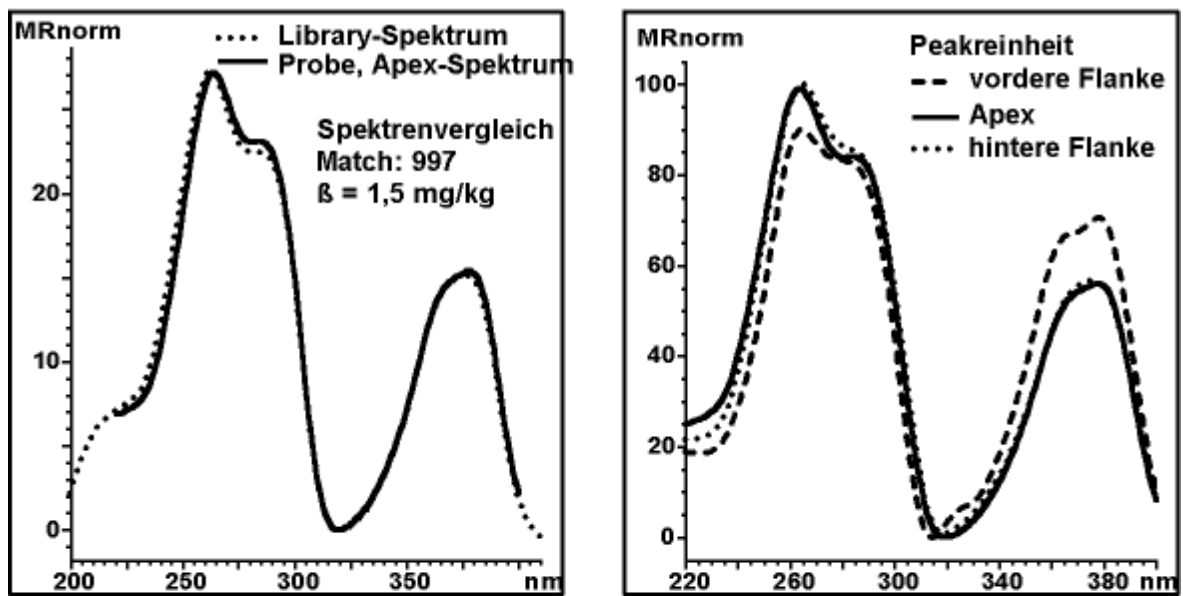 MRnorm
Library-Spektrum
Probe, Apex-Spektrum
Spektrenvergleich
Match: 997
ß = 1,5 mg/kg
20
10
0
200 250 300 350 nm
MRnorm
Peakreinheit
vordere Flanke
Apex
hintere Flanke
100
80
60
40
20
0
220 260 300 340 380 nm